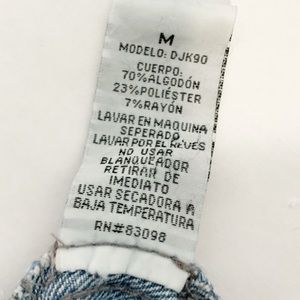 M
MODELO: DJK90
CUERPO:
70%ALGODÓN
23%POLIÉSTER
7%RAYÓN
LAVAR EN MAQUINA
SEPERADO
LAVAR POR EL REVES
NO USAR
BLANQUEADOR
RETIRAR DE
IMEDIATO
USAR SECADORA A
BAJA TEMPERATURA
RN#83098